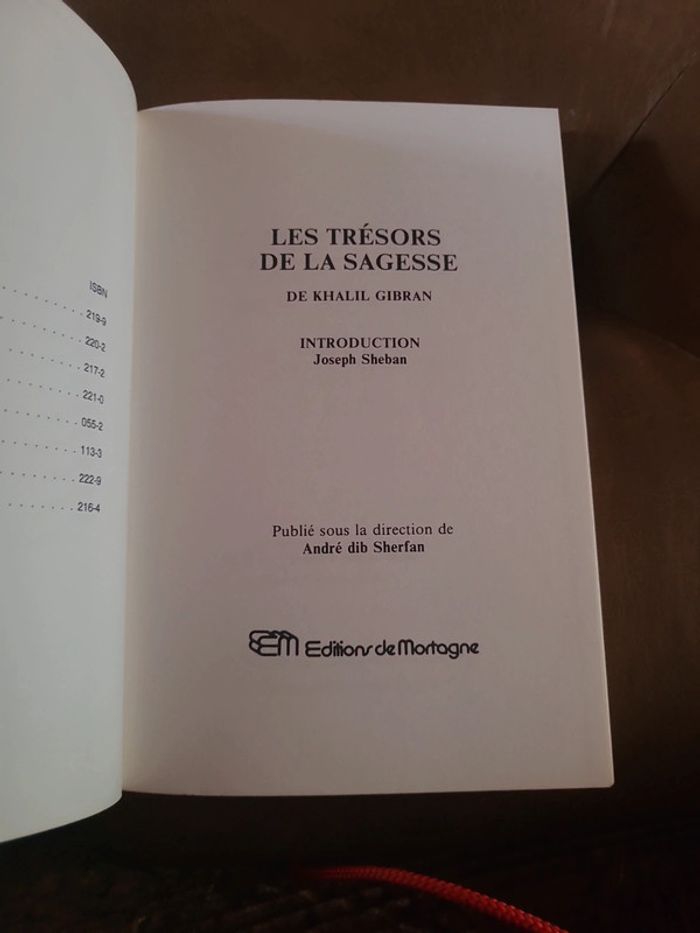 ISBN
219-9
220-2
217-2
221-0
055-2
113-3
222-9
216-4
LES TRÉSORS
DE LA SAGESSE
DE KHALIL GIBRAN
INTRODUCTION
Joseph Sheban
Publié sous la direction de
André dib Sherfan
EM Editions de Mortagne